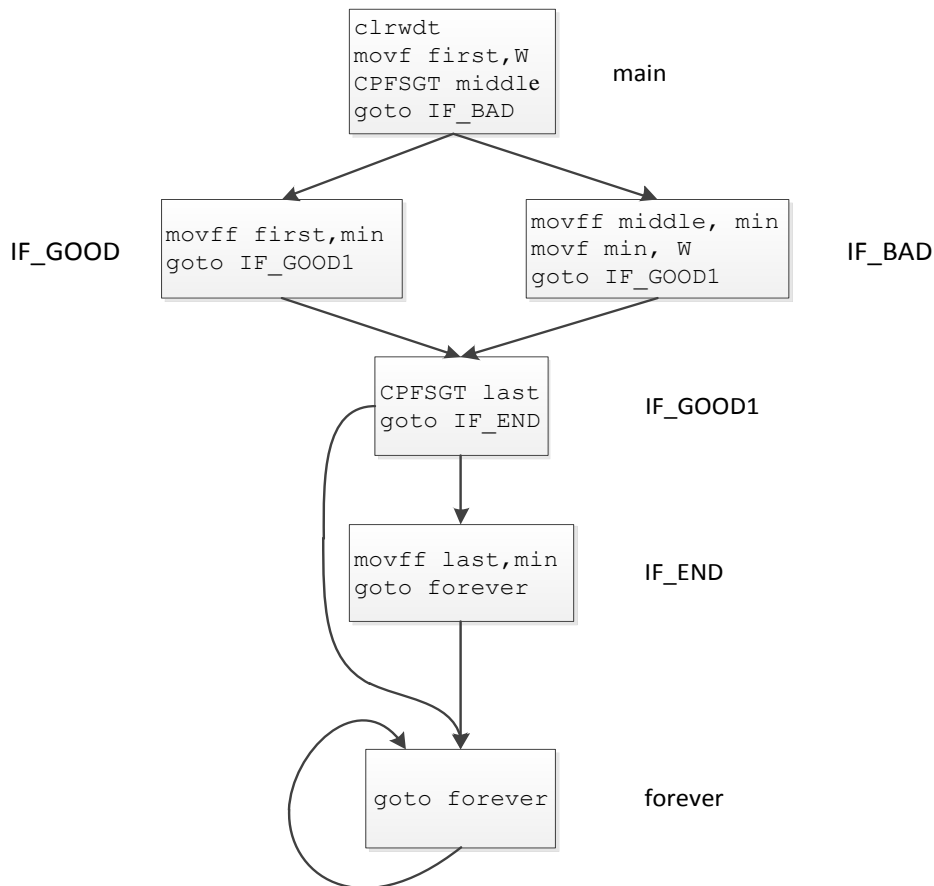 clrwdt
movf first,W
CPFSGT middle
goto IF_BAD
main
IF_GOOD
movff first,min
goto IF_GOOD1
movff middle, min
movf min, W
goto IF_GOOD1
IF_BAD
CPFSGT last
goto IF_END
IF_GOOD1
movff last,min
goto forever
IF_END
goto forever
forever